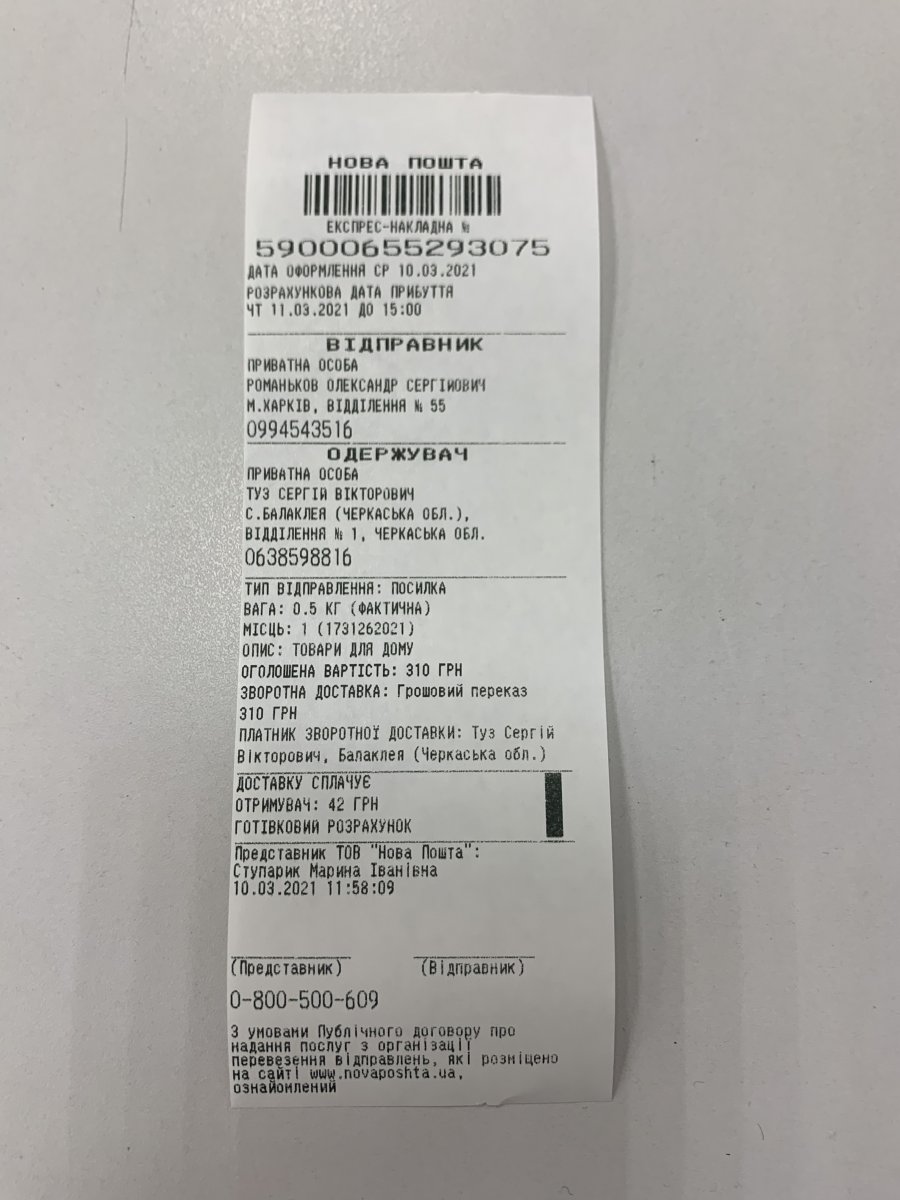 НОВА ПОШТА
ЕКСПРЕС-НАКЛАДНА №
59000655293075
ДАТА ОФОРМЛЕННЯ СР 10.03.2021
РОЗРАХУНКОВА ДАТА ПРИБУТТЯ
ЧТ 11.03.2021 ДО 15:00
ВІДПРАВНИК
ПРИВАТНА ОСОБА
РОМАНЬКОВ ОЛЕКСАНДР СЕРГІЙОВИЧ
М.ХАРКІВ, ВІДДІЛЕННЯ № 55
0994543516
ОДЕРЖУВАЧ
ПРИВАТНА ОСОБА
ТУЗ СЕРГІЙ ВІКТОРОВИЧ
С.БАЛАКЛЕЯ (ЧЕРКАСЬКА ОБЛ.),
ВІДДІЛЕННЯ № 1, ЧЕРКАСЬКА ОБЛ.
0638598816
ТИП ВІДПРАВЛЕННЯ: ПОСИЛКА
ВАГА: 0.5 КГ (ФАКТИЧНА)
МІСЦЬ: 1 (1731262021)
ОПИС: ТОВАРИ ДЛЯ ДОМУ
ОГОЛОШЕНА ВАРТІСТЬ: 310 ГРН
ЗВОРОТНА ДОСТАВКА: Грошовий переказ
310 ГРН
ПЛАТНИК ЗВОРОТНОЇ ДОСТАВКИ: Туз Сергій
Вікторович, Балаклея (Черкаська обл.)
ДОСТАВКУ СПЛАЧУЄ
ОТРИМУВАЧ: 42 ГРН
ГОТІВКОВИЙ РОЗРАХУНОК
Представник ТОВ "Нова Пошта":
Ступарик Марина Іванівна
10.03.2021 11:58:09
(Представник) (Відправник)
0-800-500-609
З умовами Публічного договору про
надання послуг з організації
перевезення відправлень, які розміщено
на сайті www.novaposhta.ua,
ознайомлений